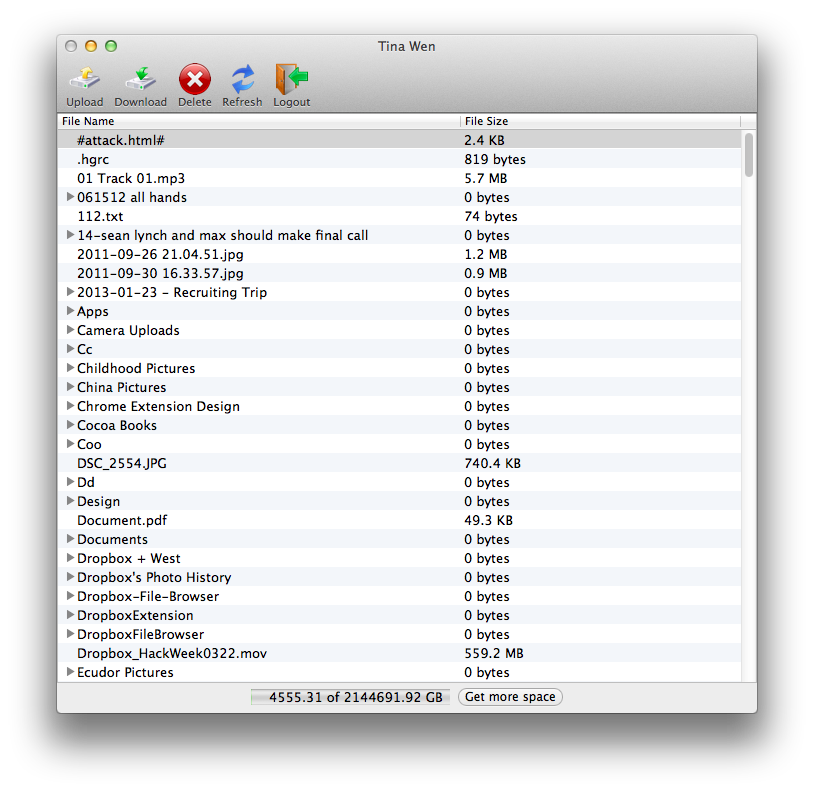 Tina Wen
Upload Download Delete Refresh Logout
File Name File Size
#attack.html# 2.4 KB
.hgrc 819 bytes
01 Track 01.mp3 5.7 MB
061512 all hands 0 bytes
112.txt 74 bytes
14-sean lynch and max should make final call 0 bytes
2011-09-26 21.04.51.jpg 1.2 MB
2011-09-30 16.33.57.jpg 0.9 MB
2013-01-23 - Recruiting Trip 0 bytes
Apps 0 bytes
Camera Uploads 0 bytes
Cc 0 bytes
Childhood Pictures 0 bytes
China Pictures 0 bytes
Chrome Extension Design 0 bytes
Cocoa Books 0 bytes
Coo 0 bytes
DSC_2554.JPG 740.4 KB
Dd 0 bytes
Design 0 bytes
Document.pdf 49.3 KB
Documents 0 bytes
Dropbox + West 0 bytes
Dropbox's Photo History 0 bytes
Dropbox-File-Browser 0 bytes
DropboxExtension 0 bytes
DropboxFileBrowser 0 bytes
Dropbox_HackWeek0322.mov 559.2 MB
Ecudor Pictures 0 bytes
4555.31 of 2144691.92 GB Get more space